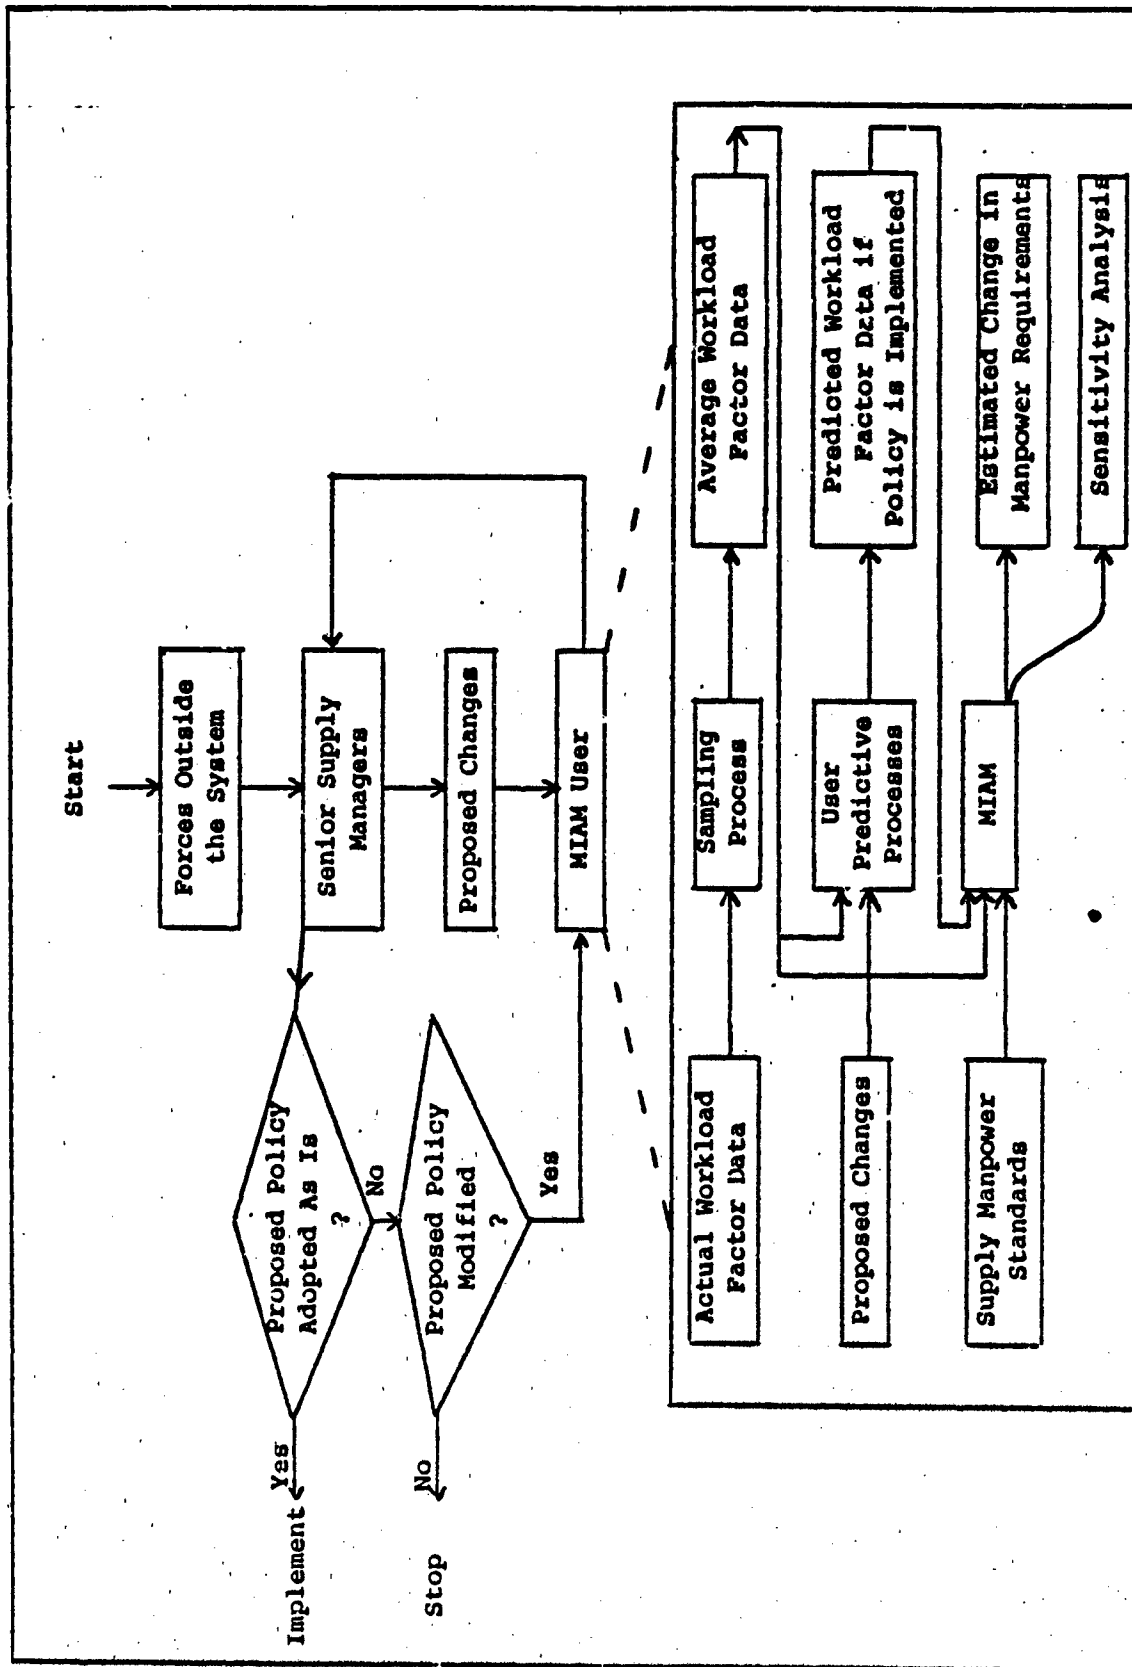 Start
Forces Outside
the System
Senior Supply
Managers
Proposed Changes
MIAM User
Proposed Policy
Adopted As Is
?
Yes
Implement
No
Proposed Policy
Modified
?
No
Stop
Yes
Actual Workload
Factor Data
Sampling
Process
Average Workload
Factor Data
Proposed Changes
User
Predictive
Processes
Predicted Workload
Factor Data if
Policy is Implemented
Supply Manpower
Standards
MIAM
Estimated Change in
Manpower Requirements
Sensitivity Analysis